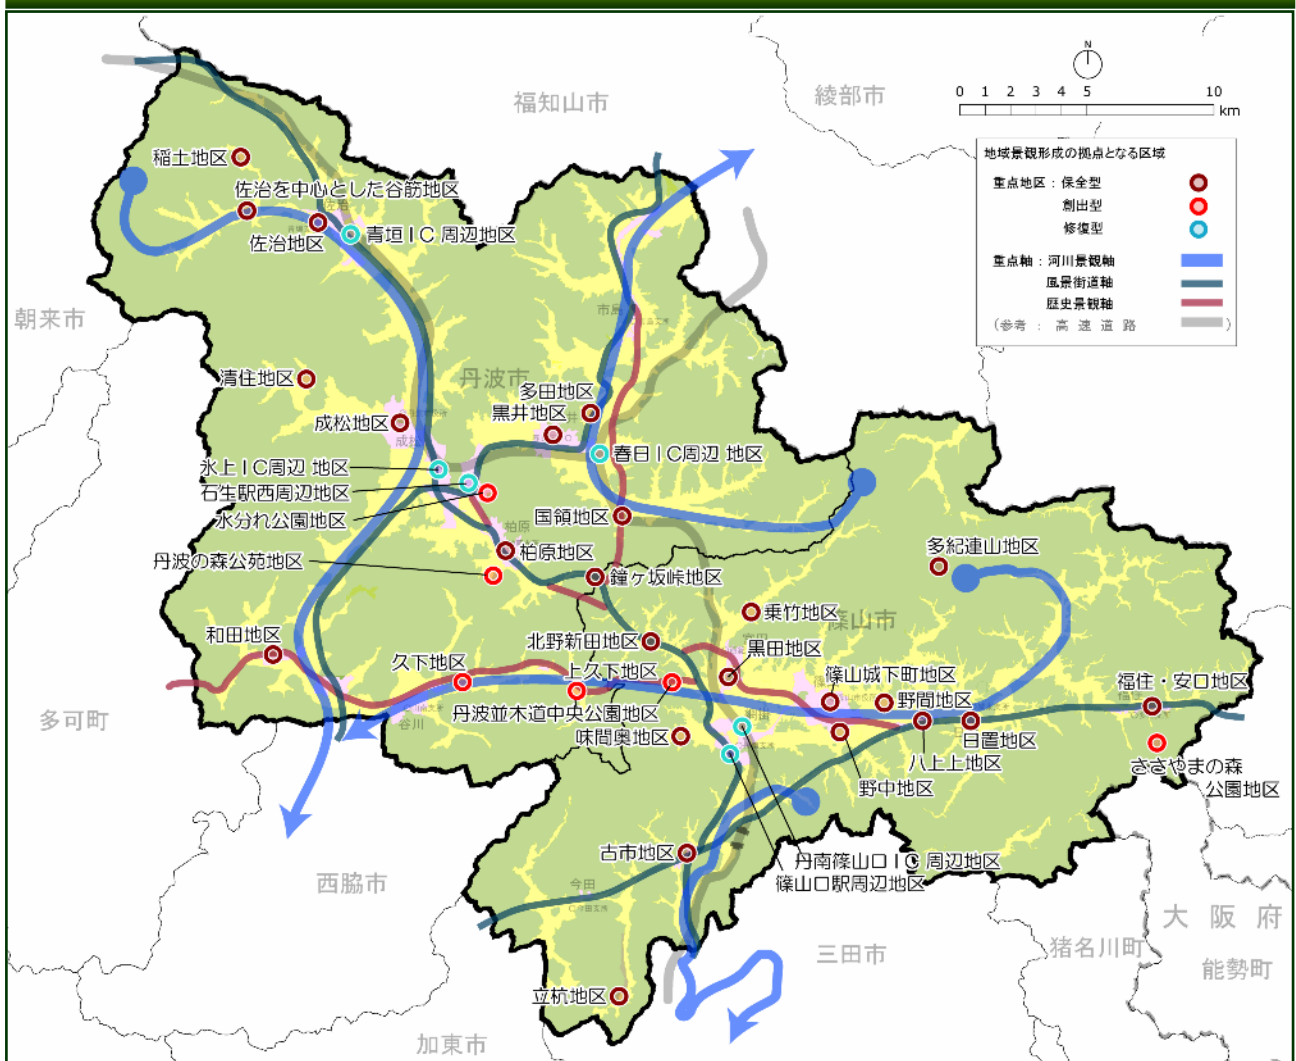 福知山市
綾部市
N
0 1 2 3 4 5 10
km
地域景観形成の拠点となる区域
重点地区：保全型
創出型
修復型
重点軸：河川景観軸
風景街道軸
歴史景観軸
(参考：高速道路)
稲土地区
佐治を中心とした谷筋地区
佐治
佐治地区
青垣IC周辺地区
朝来市
市島
清住地区
丹波市
多田地区
黒井地区
成松地区
成松
春日IC周辺 地区
氷上IC周辺 地区
石生駅西周辺地区
水分れ公園地区
国領地区
柏原
柏原地区
丹波の森公苑地区
鐘ヶ坂峠地区
多紀連山地区
乗竹地区
篠山市
和田地区
北野新田地区
黒田地区
久下地区
上久下地区
篠山城下町地区
福住・安口地区
野間地区
丹波並木道中央公園地区
多可町
谷川
味間奥地区
日置地区
八上上地区
野中地区
ささやまの森
公園地区
古市地区
丹南篠山口IC周辺地区
篠山口駅周辺地区
西脇市
今田
大阪府
三田市
猪名川町
能勢町
立杭地区
加東市